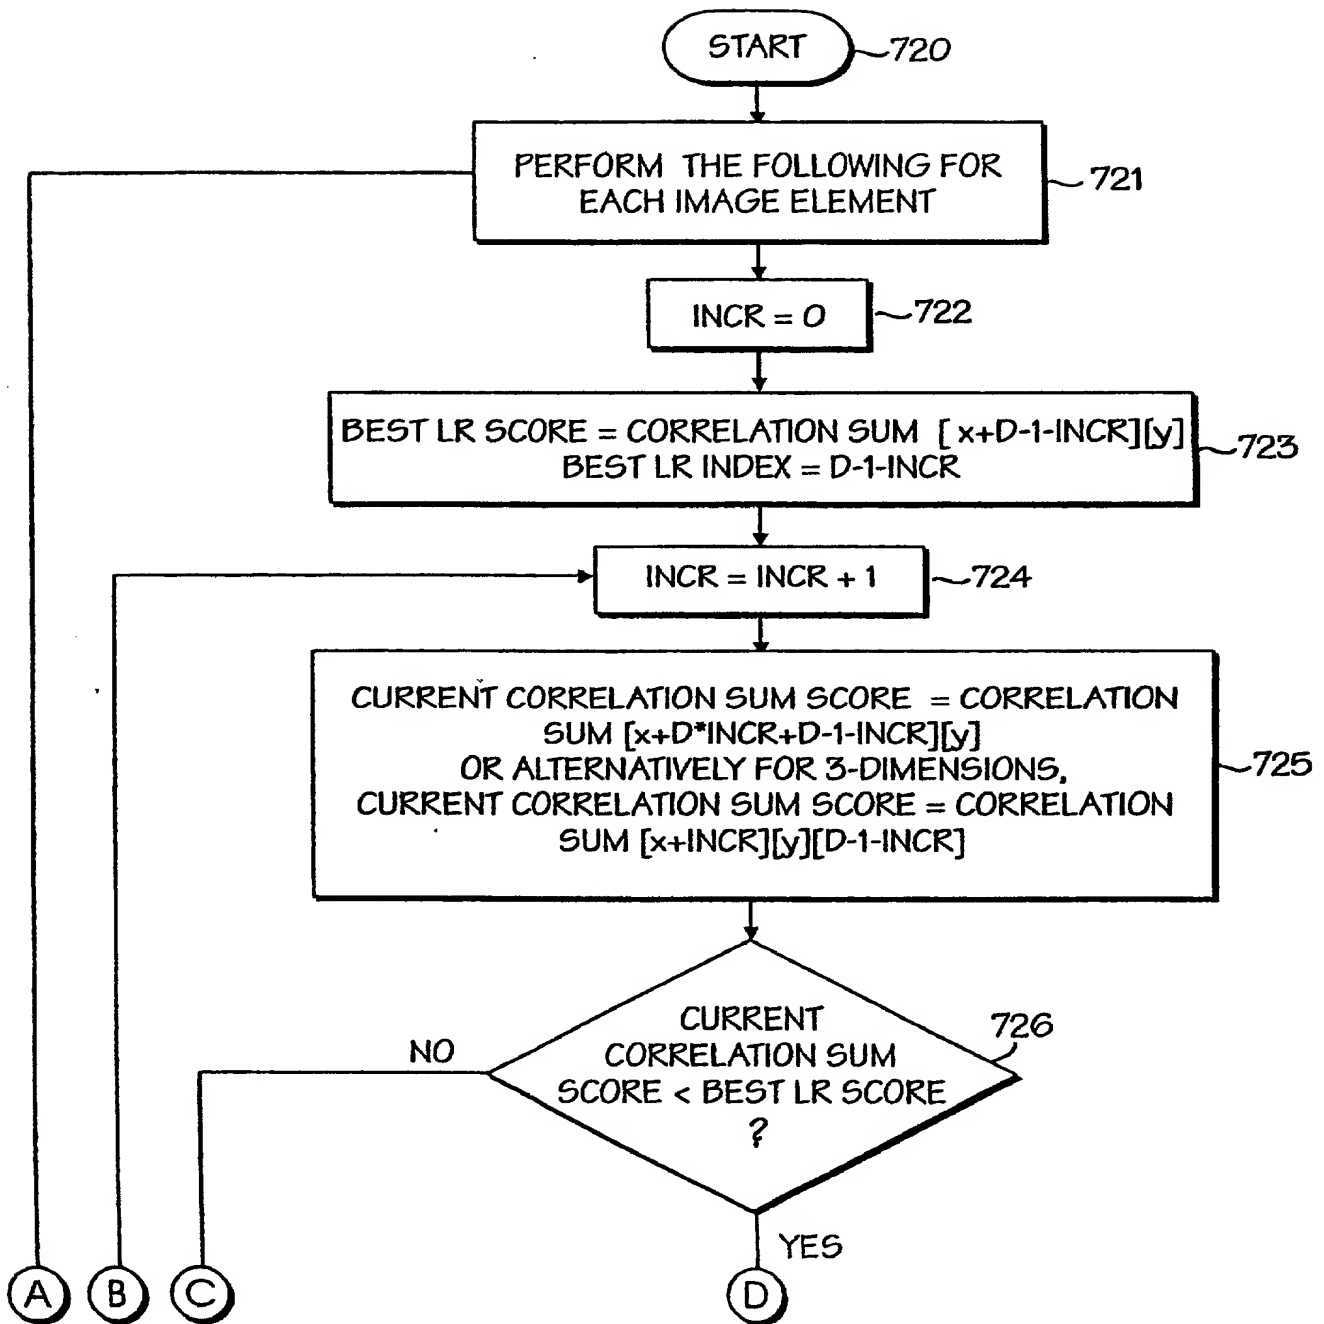 START
720
PERFORM THE FOLLOWING FOR
EACH IMAGE ELEMENT
721
INCR = 0
722
BEST LR SCORE = CORRELATION SUM [x+D-1-INCR][y]
BEST LR INDEX = D-1-INCR
723
INCR = INCR + 1
724
CURRENT CORRELATION SUM SCORE = CORRELATION
SUM [x+D*INCR+D-1-INCR][y]
OR ALTERNATIVELY FOR 3-DIMENSIONS,
CURRENT CORRELATION SUM SCORE = CORRELATION
SUM [x+INCR][y][D-1-INCR]
725
CURRENT
CORRELATION SUM
SCORE < BEST LR SCORE
?
726
NO
YES
A
B
C
D